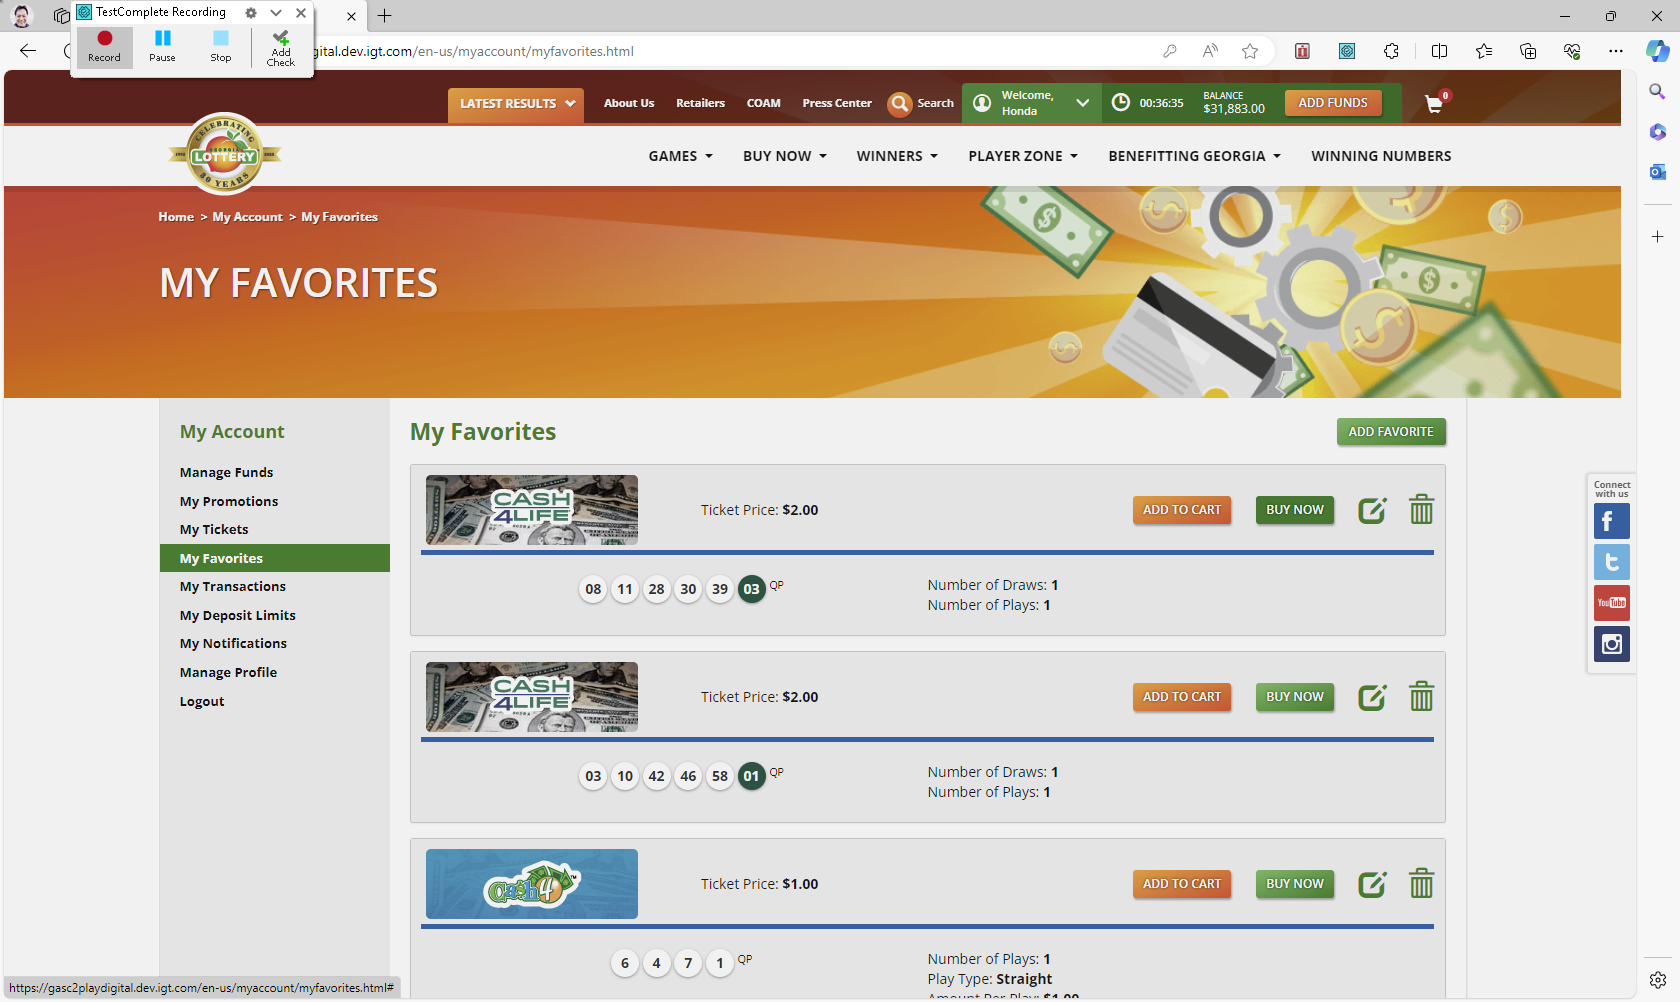 TestComplete Recording
Record
Pause
Stop
Add
Check
gital.dev.igt.com/en-us/myaccount/myfavorites.html
LATEST RESULTS
About Us
Retailers
COAM
Press Center
Search
Welcome,
Honda
00:36:35
BALANCE
$31,883.00
ADD FUNDS
0
CELEBRATING
GEORGIA
LOTTERY
30 YEARS
GAMES
BUY NOW
WINNERS
PLAYER ZONE
BENEFITTING GEORGIA
WINNING NUMBERS
Home > My Account > My Favorites
MY FAVORITES
My Account
Manage Funds
My Promotions
My Tickets
My Favorites
My Transactions
My Deposit Limits
My Notifications
Manage Profile
Logout
My Favorites
ADD FAVORITE
CASH
4LIFE
Ticket Price: $2.00
ADD TO CART
BUY NOW
08 11 28 30 39 03 QP
Number of Draws: 1
Number of Plays: 1
CASH
4LIFE
Ticket Price: $2.00
ADD TO CART
BUY NOW
03 10 42 46 58 01 QP
Number of Draws: 1
Number of Plays: 1
Cash4
Ticket Price: $1.00
ADD TO CART
BUY NOW
6 4 7 1 QP
Number of Plays: 1
Play Type: Straight
Amount Per Play: $1.00
Connect
with us
YouTube
https://gasc2playdigital.dev.igt.com/en-us/myaccount/myfavorites.html#